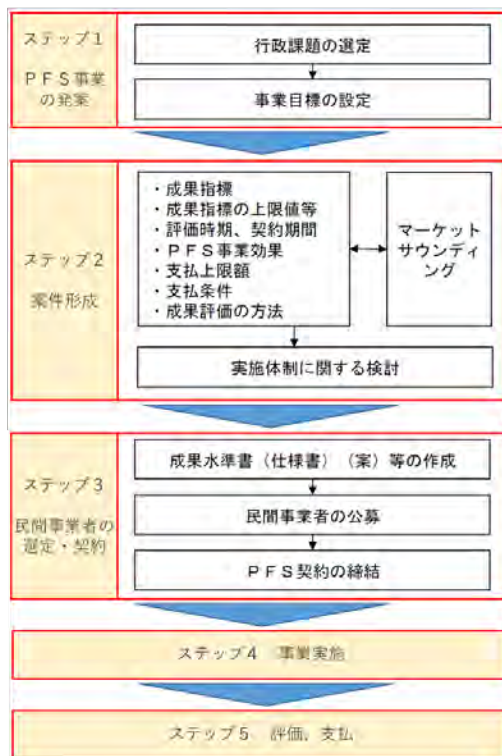 ステップ1
PFS事業
の発案
行政課題の選定
事業目標の設定
ステップ2
案件形成
・成果指標
・成果指標の上限値等
・評価時期、契約期間
・PFS事業効果
・支払上限額
・支払条件
・成果評価の方法
マーケット
サウンディ
ング
実施体制に関する検討
ステップ3
民間事業者の
選定・契約
成果水準書(仕様書)(案)等の作成
民間事業者の公募
PFS契約の締結
ステップ4 事業実施
ステップ5 評価、支払